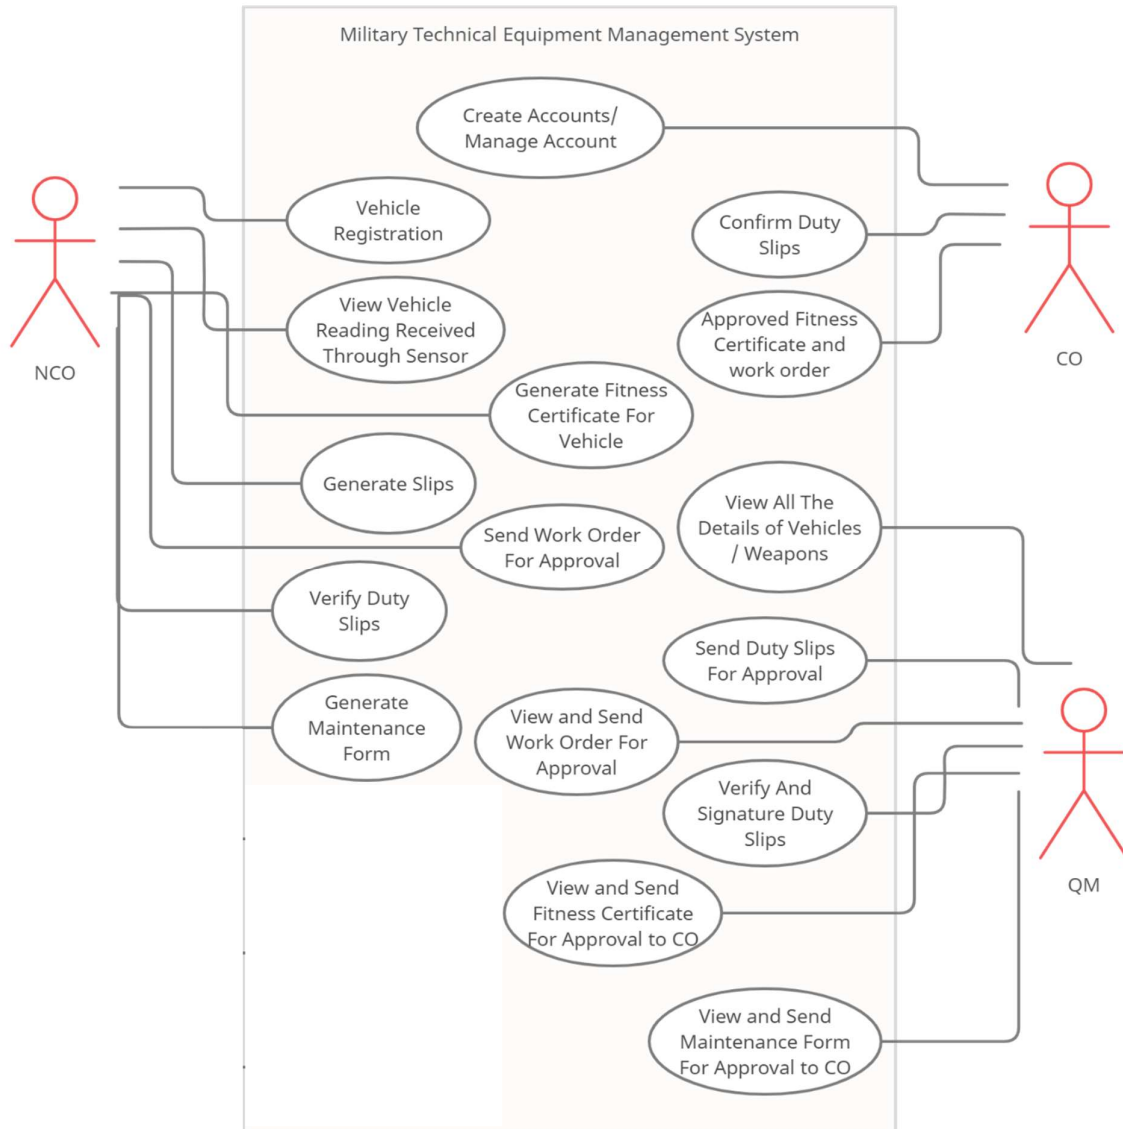 Military Technical Equipment Management System
Create Accounts/
Manage Account
Vehicle
Registration
Confirm Duty
Slips
View Vehicle
Reading Received
Through Sensor
Approved Fitness
Certificate and
work order
NCO
CO
Generate Fitness
Certificate For
Vehicle
Generate Slips
View All The
Details of Vehicles
/ Weapons
Send Work Order
For Approval
Verify Duty
Slips
Send Duty Slips
For Approval
Generate
Maintenance
Form
View and Send
Work Order For
Approval
Verify And
Signature Duty
Slips
QM
View and Send
Fitness Certificate
For Approval to CO
View and Send
Maintenance Form
For Approval to CO